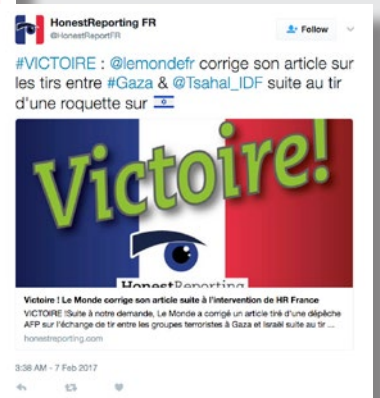 HonestReporting FR
@HonestReportFR
Follow
#VICTOIRE : @lemondefr corrige son article sur
les tirs entre #Gaza & @Tsahal_IDF suite au tir
d'une roquette sur
Victoire!
HonestReporting
Victoire ! Le Monde corrige son article suite à l'intervention de HR France
VICTOIRE !Suite à notre demande, Le Monde a corrigé un article tiré d'une dépêche
AFP sur l'échange de tir entre les groupes terroristes à Gaza et Israël suite au tir ...
honestreporting.com
3:38 AM - 7 Feb 2017